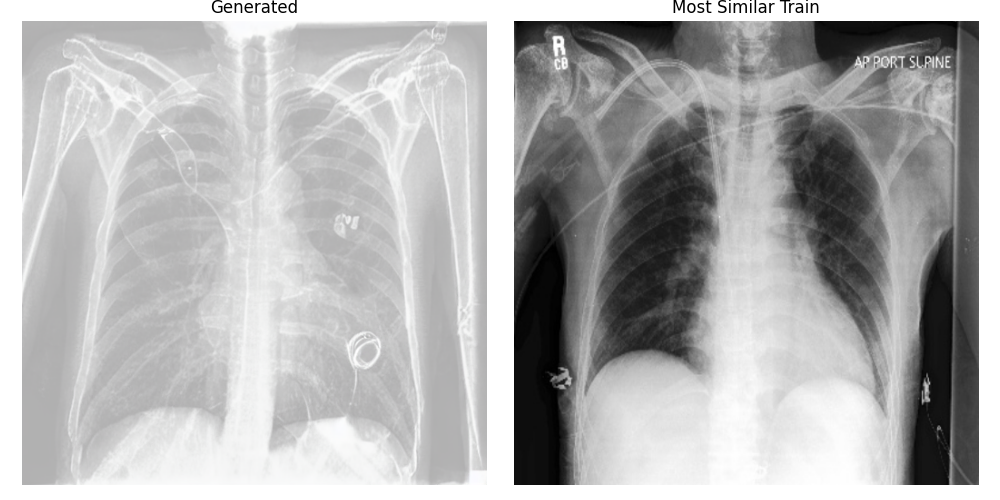 Generated
Most Similar Train
R
CB
AP PORT SUPINE